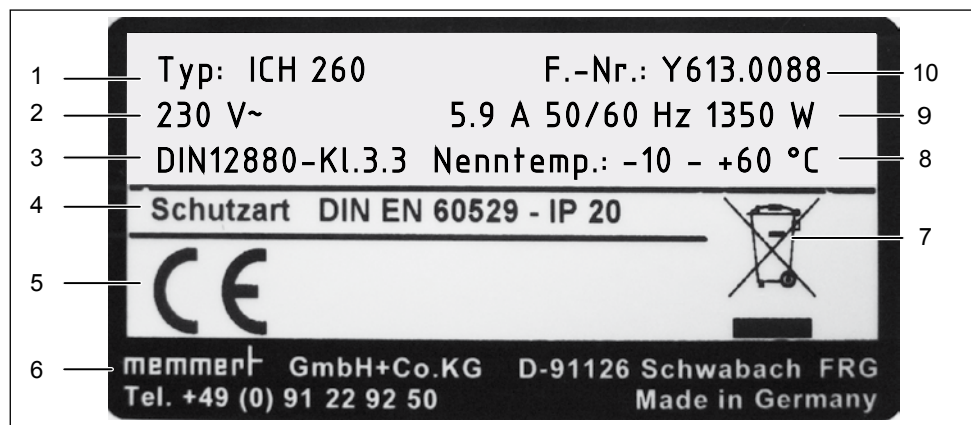 1 Typ: ICH 260 F.-Nr.: Y613.0088 10
2 230 V~ 5.9 A 50/60 Hz 1350 W 9
3 DIN12880-Kl.3.3 Nenntemp.: -10 - +60 °C 8
4 Schutzart DIN EN 60529 - IP 20
7
5 CE
6 memmert GmbH+Co.KG D-91126 Schwabach FRG
Tel. +49 (0) 91 22 92 50 Made in Germany